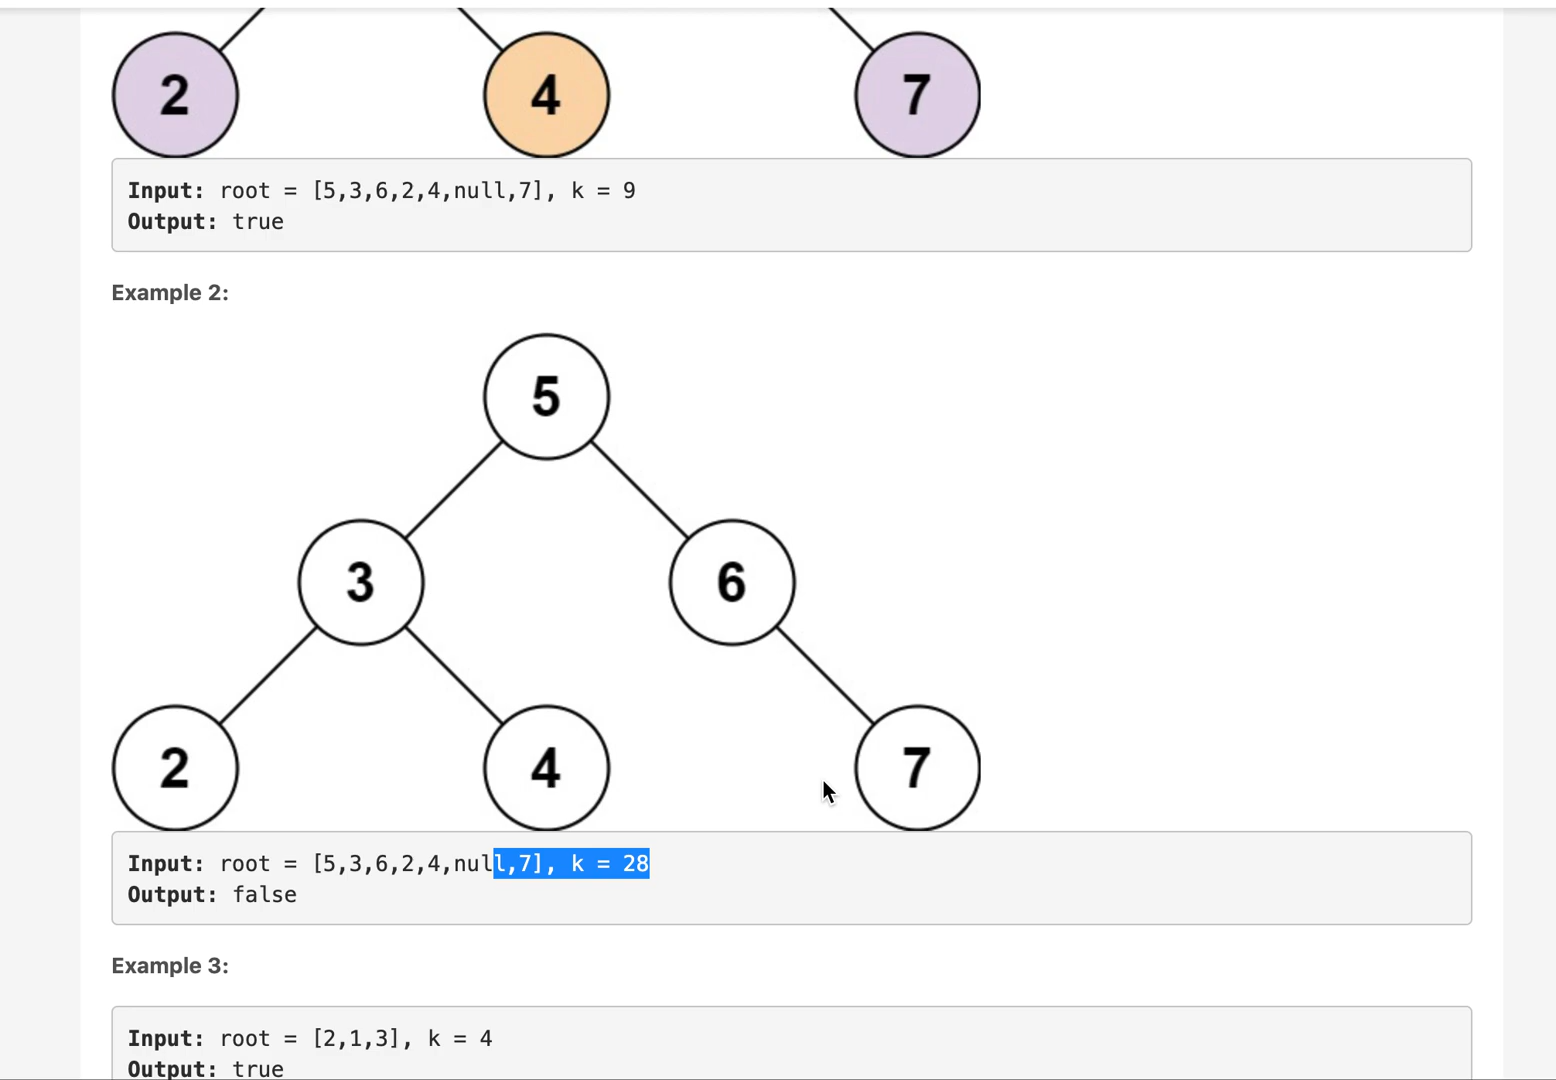 2 4 7
Input: root = [5,3,6,2,4,null,7], k = 9
Output: true
Example 2:
5
3 6
2 4 7
Input: root = [5,3,6,2,4,null,7], k = 28
Output: false
Example 3:
Input: root = [2,1,3], k = 4
Output: true